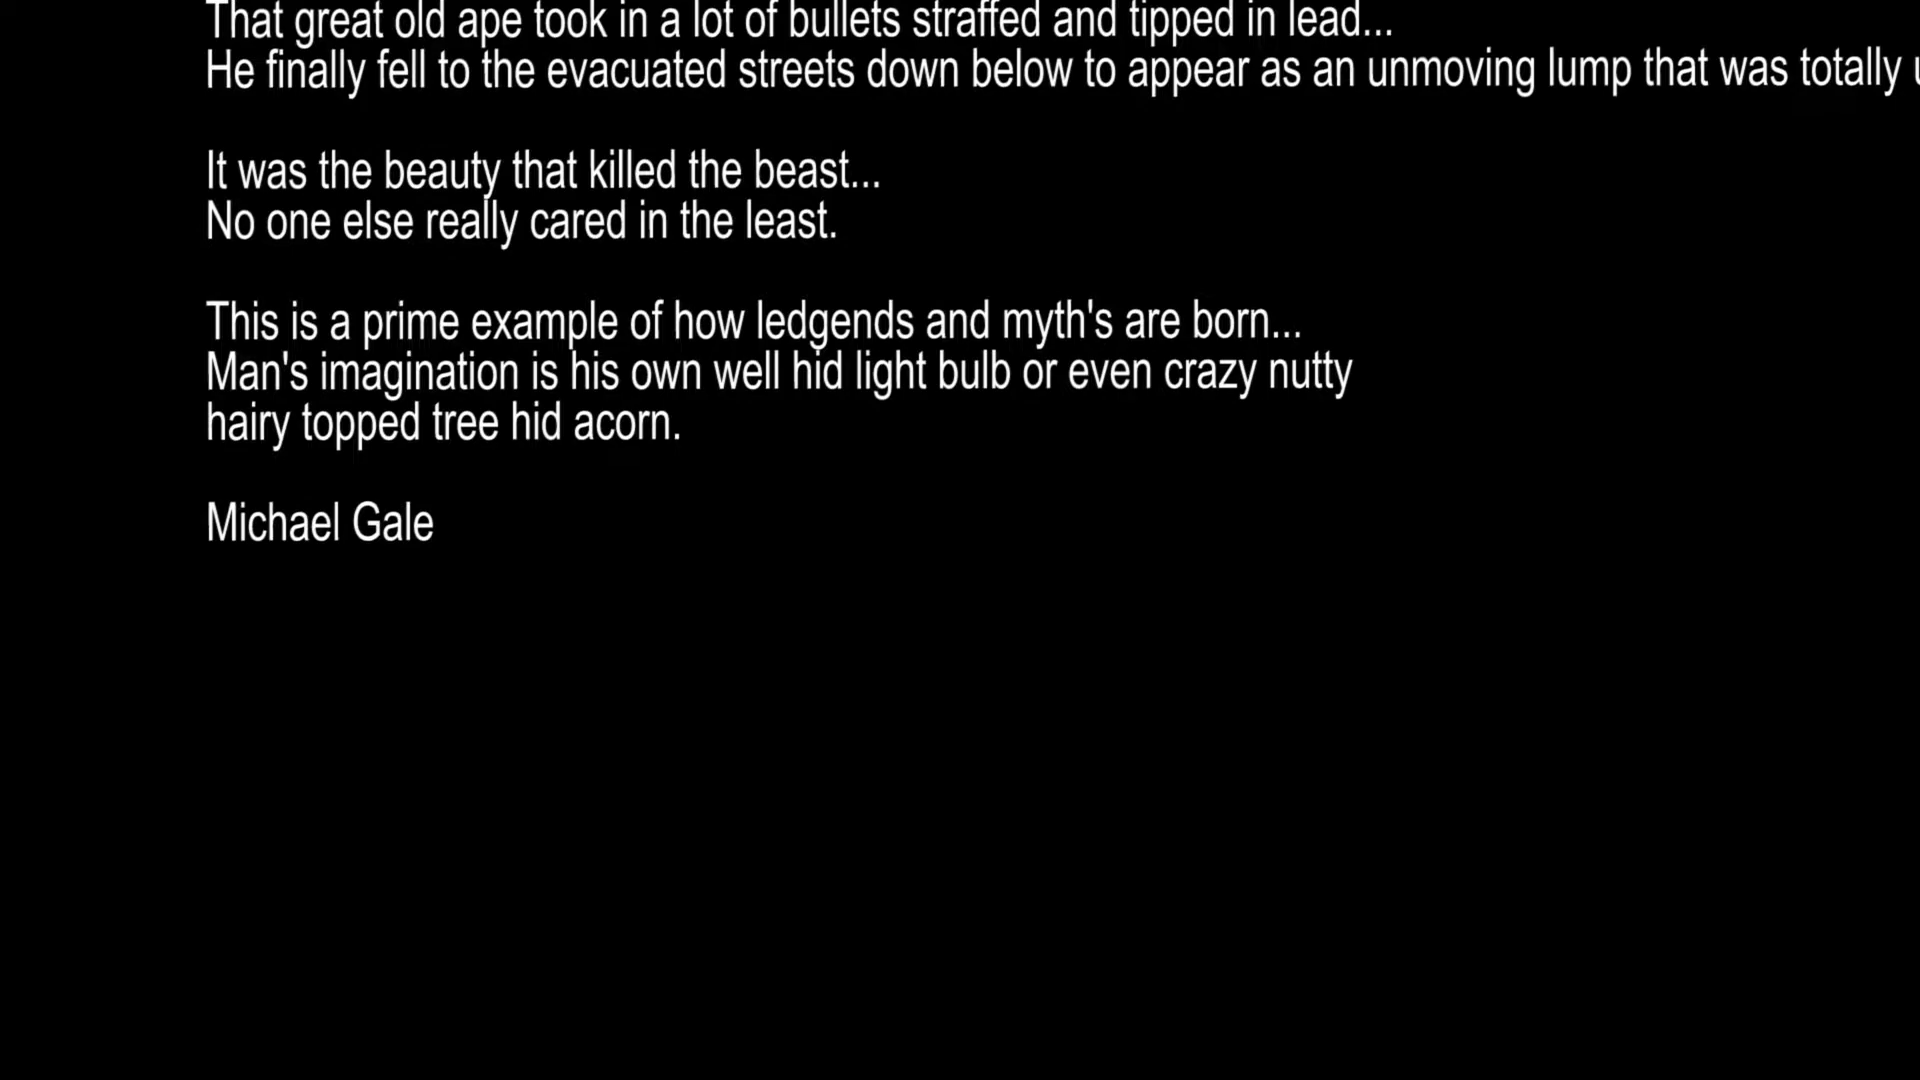 That great old ape took in a lot of bullets straffed and tipped in lead...
He finally fell to the evacuated streets down below to appear as an unmoving lump that was totally
It was the beauty that killed the beast...
No one else really cared in the least.
This is a prime example of how ledgends and myth's are born...
Man's imagination is his own well hid light bulb or even crazy nutty
hairy topped tree hid acorn.
Michael Gale